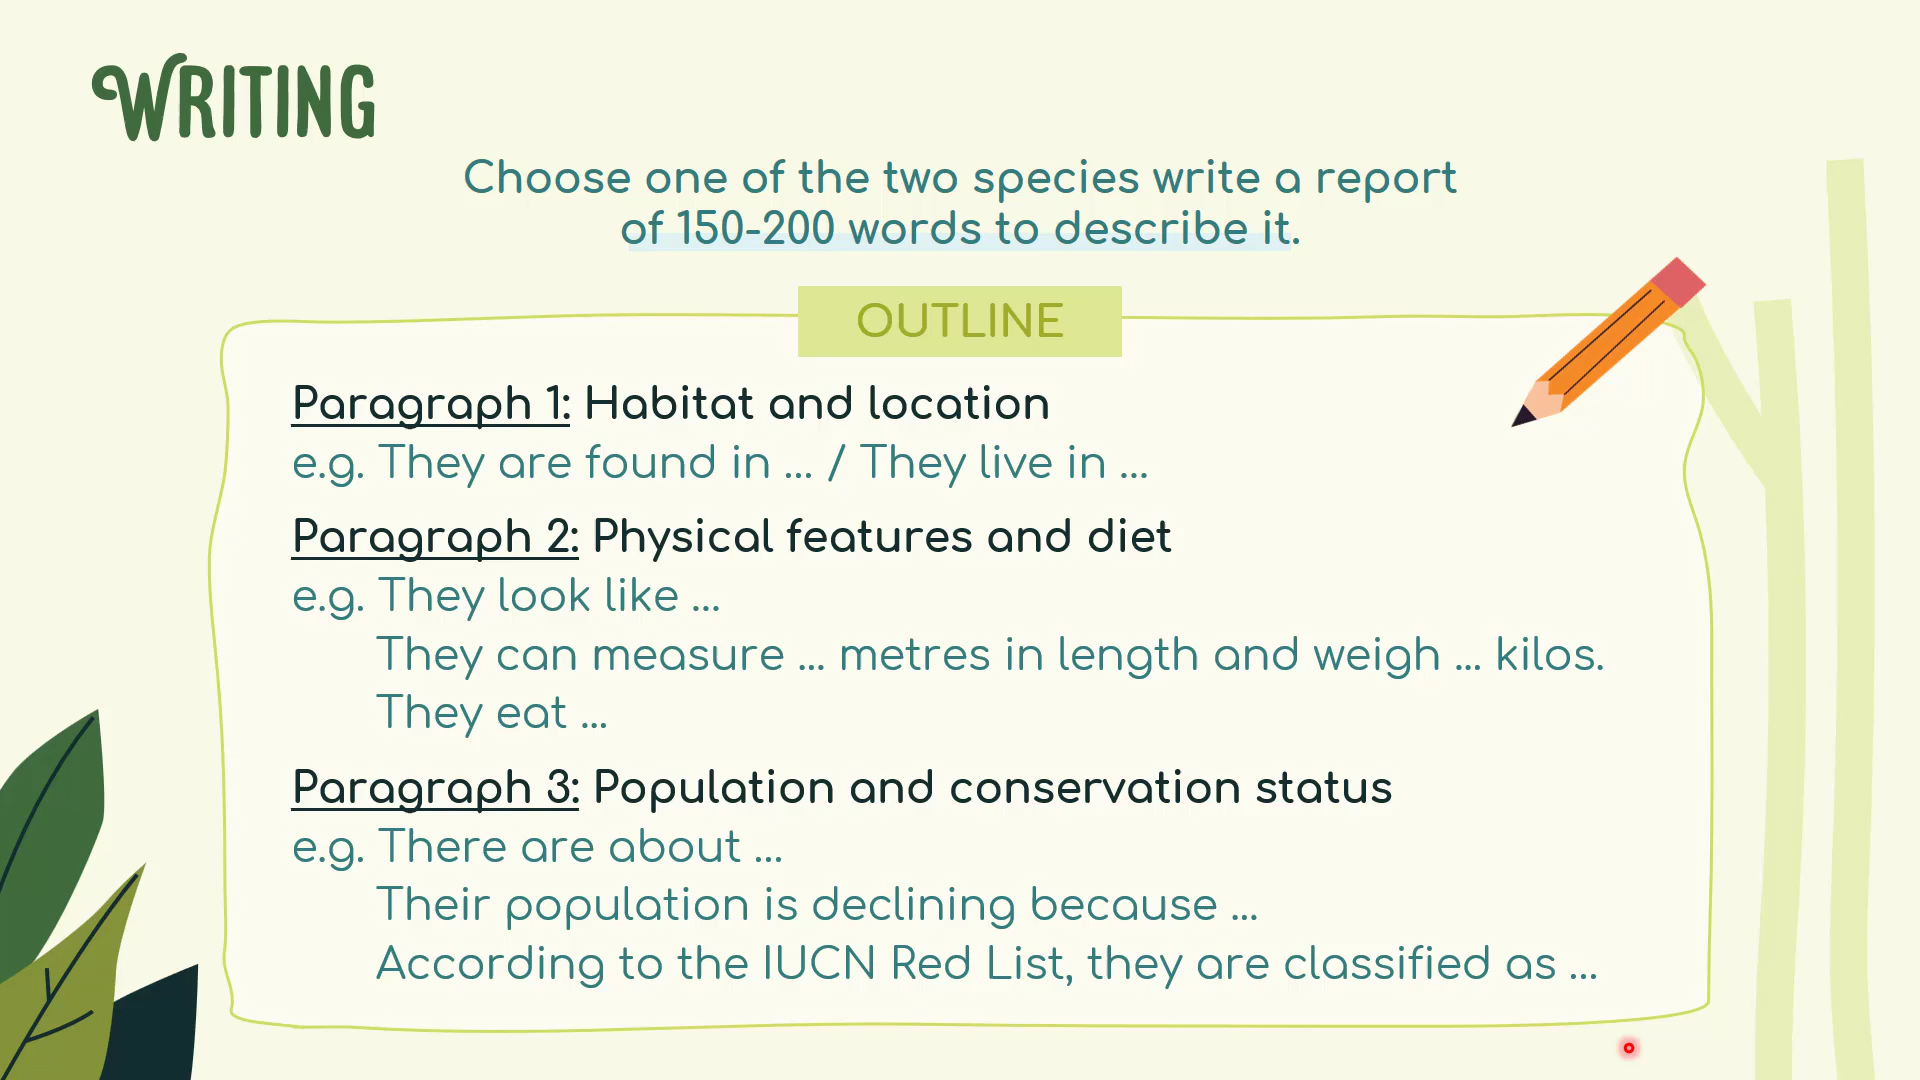 WRITING
Choose one of the two species write a report
of 150-200 words to describe it.
OUTLINE
Paragraph 1: Habitat and location
e.g. They are found in ... / They live in ...
Paragraph 2: Physical features and diet
e.g. They look like ...
They can measure ... metres in length and weigh ... kilos.
They eat ...
Paragraph 3: Population and conservation status
e.g. There are about ...
Their population is declining because ...
According to the IUCN Red List, they are classified as ...